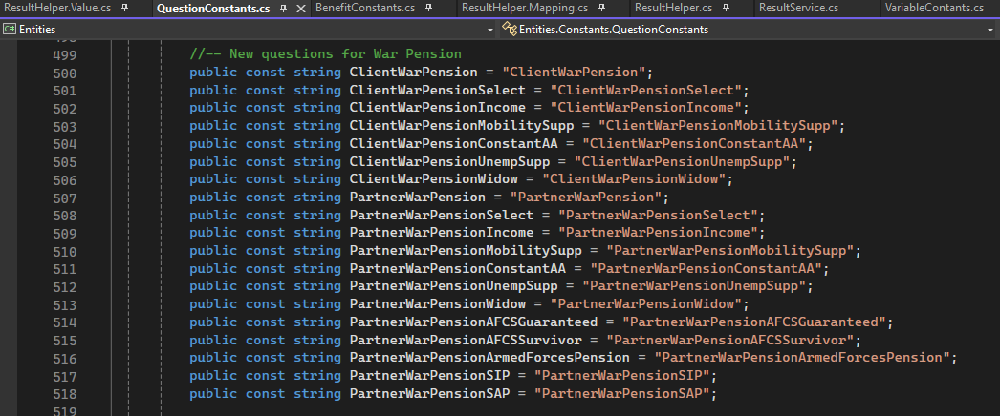 ResultHelper.Value.cs QuestionConstants.cs BenefitConstants.cs ResultHelper.Mapping.cs ResultHelper.cs ResultService.cs VariableContants.cs
C# Entities Entities.Constants.QuestionConstants
499 //-- New questions for War Pension
500 public const string ClientWarPension = "ClientWarPension";
501 public const string ClientWarPensionSelect = "ClientWarPensionSelect";
502 public const string ClientWarPensionIncome = "ClientWarPensionIncome";
503 public const string ClientWarPensionMobilitySupp = "ClientWarPensionMobilitySupp";
504 public const string ClientWarPensionConstantAA = "ClientWarPensionConstantAA";
505 public const string ClientWarPensionUnempSupp = "ClientWarPensionUnempSupp";
506 public const string ClientWarPensionWidow = "ClientWarPensionWidow";
507 public const string PartnerWarPension = "PartnerWarPension";
508 public const string PartnerWarPensionSelect = "PartnerWarPensionSelect";
509 public const string PartnerWarPensionIncome = "PartnerWarPensionIncome";
510 public const string PartnerWarPensionMobilitySupp = "PartnerWarPensionMobilitySupp";
511 public const string PartnerWarPensionConstantAA = "PartnerWarPensionConstantAA";
512 public const string PartnerWarPensionUnempSupp = "PartnerWarPensionUnempSupp";
513 public const string PartnerWarPensionWidow = "PartnerWarPensionWidow";
514 public const string PartnerWarPensionAFCSGuaranteed = "PartnerWarPensionAFCSGuaranteed";
515 public const string PartnerWarPensionAFCSSurvivor = "PartnerWarPensionAFCSSurvivor";
516 public const string PartnerWarPensionArmedForcesPension = "PartnerWarPensionArmedForcesPension";
517 public const string PartnerWarPensionSIP = "PartnerWarPensionSIP";
518 public const string PartnerWarPensionSAP = "PartnerWarPensionSAP";
519